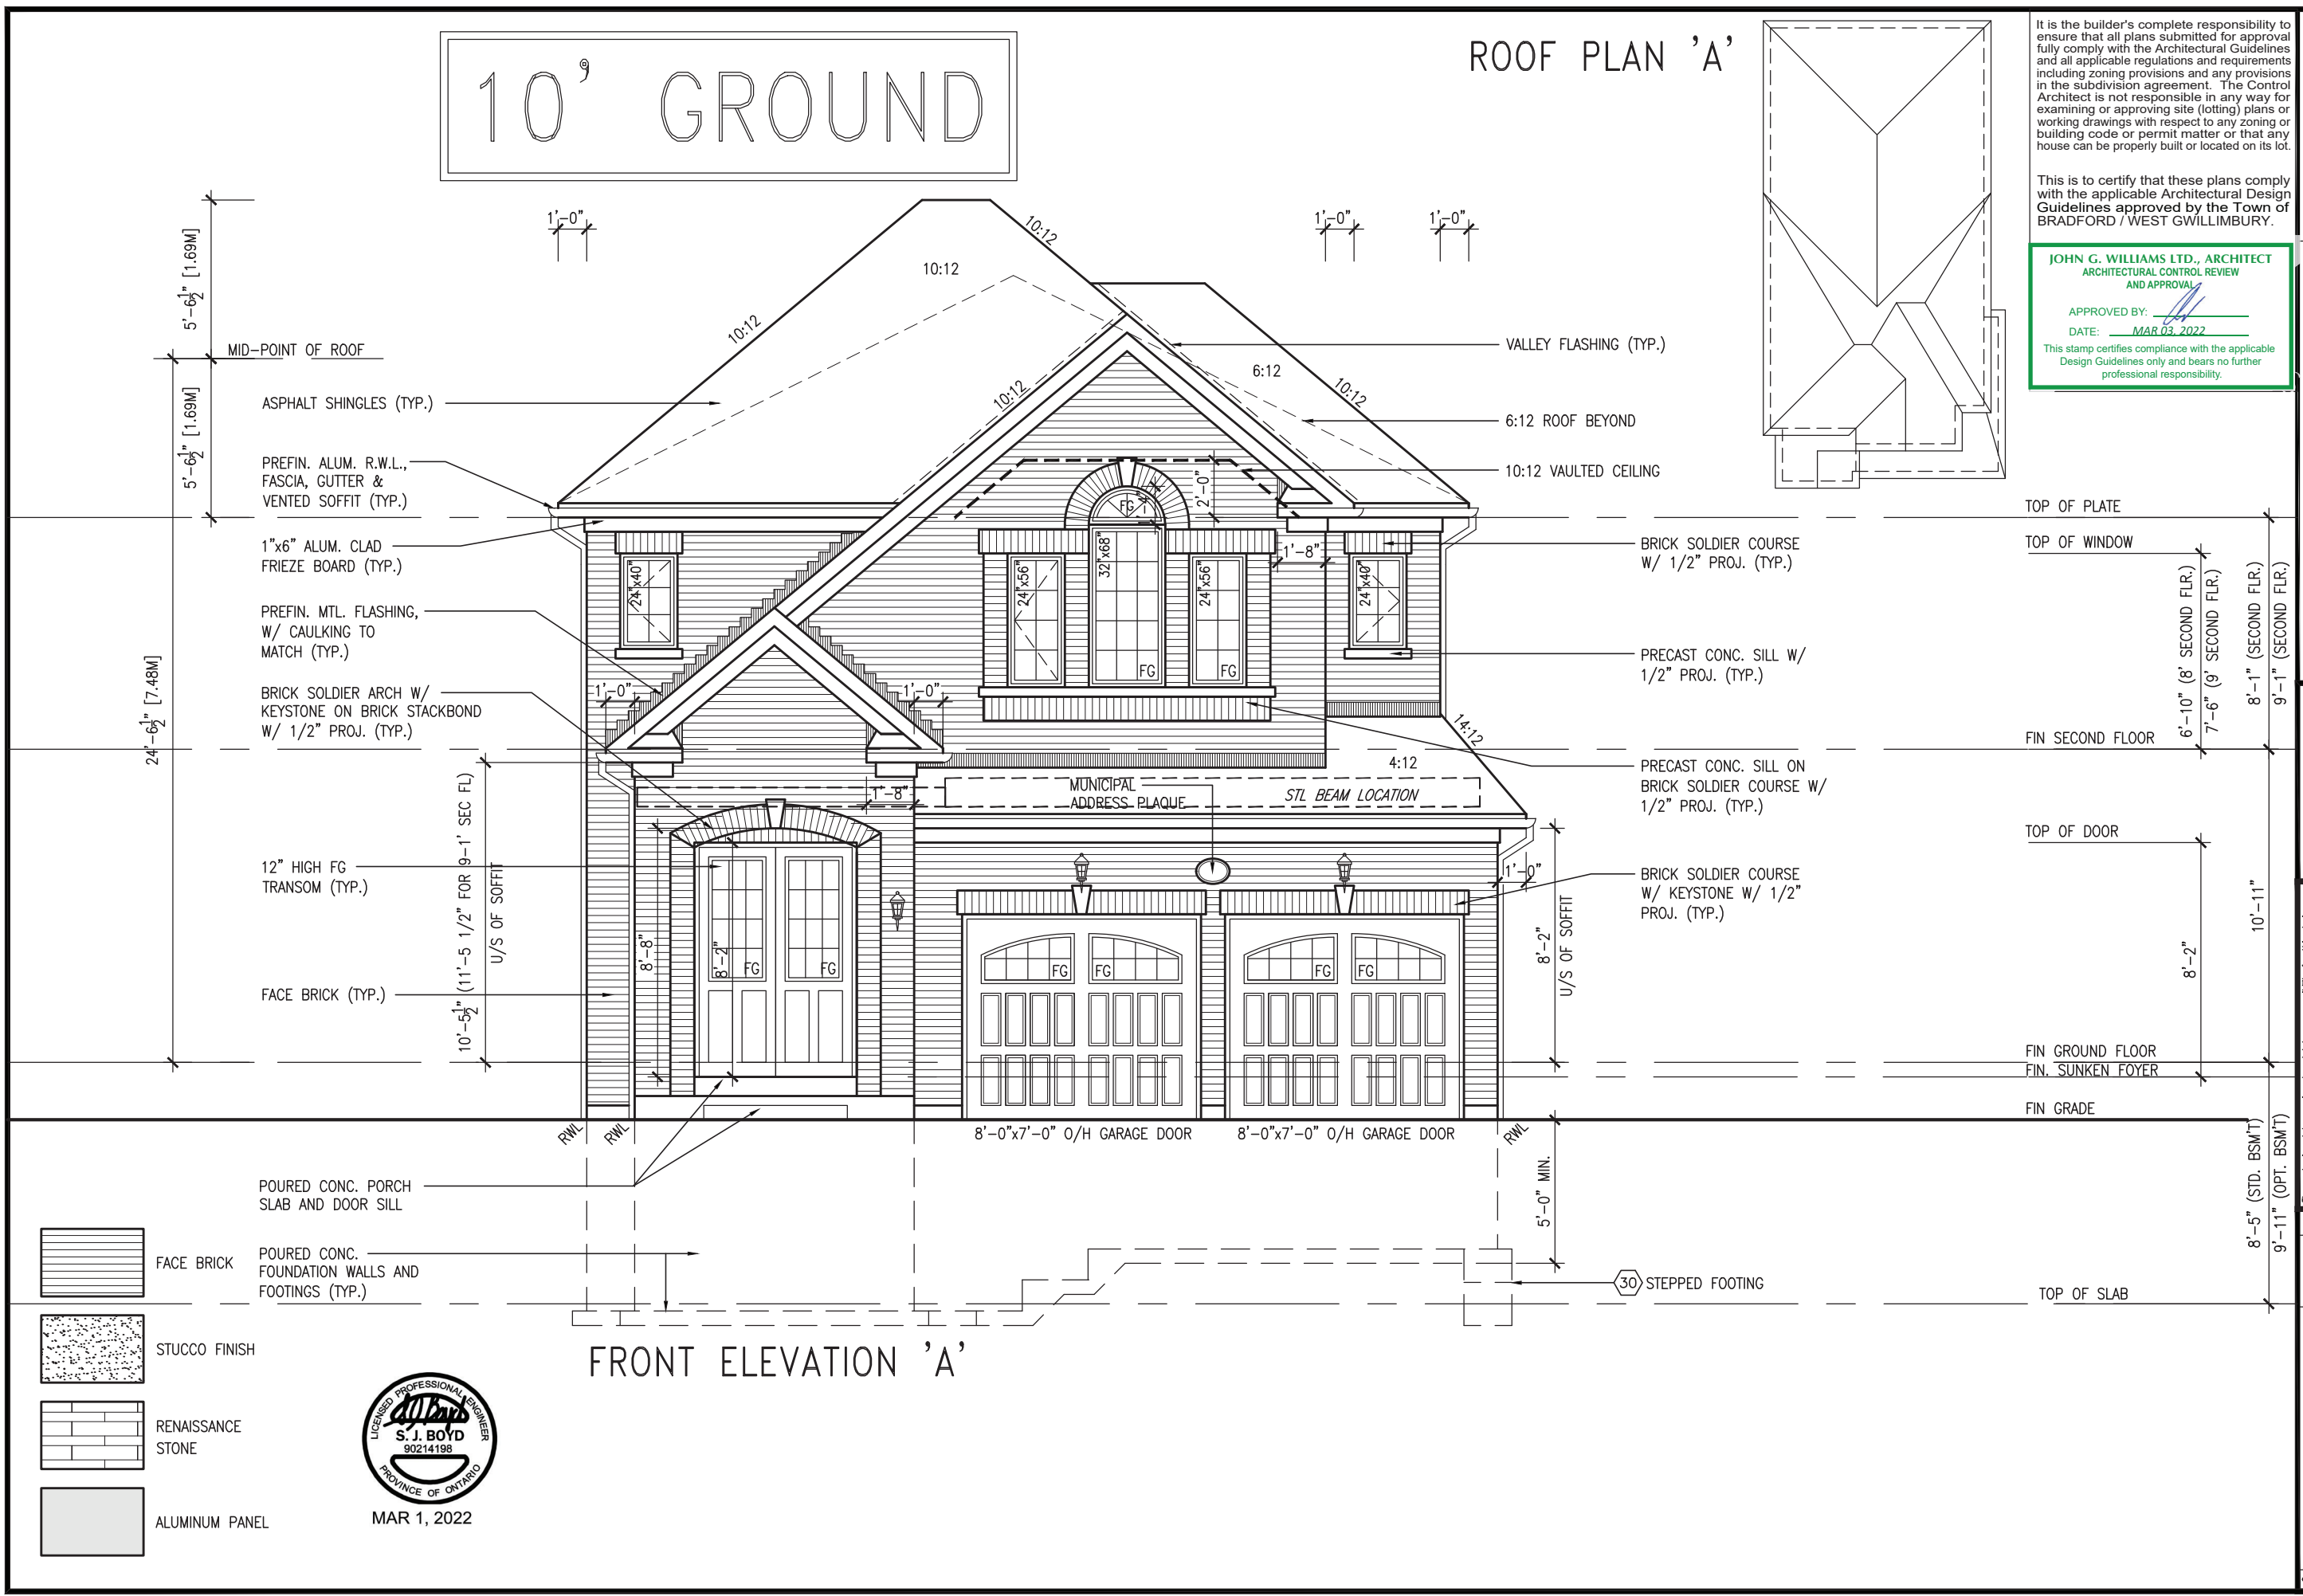 10' GROUND
ROOF PLAN 'A'
It is the builder's complete responsibility to
ensure that all plans submitted for approval
fully comply with the Architectural Guidelines
and all applicable regulations and requirements
including zoning provisions and any provisions
in the subdivision agreement. The Control
Architect is not responsible in any way for
examining or approving site (lotting) plans or
working drawings with respect to any zoning or
building code or permit matter or that any
house can be properly built or located on its lot.
This is to certify that these plans comply
with the applicable Architectural Design
Guidelines approved by the Town of
BRADFORD / WEST GWILLIMBURY.
JOHN G. WILLIAMS LTD., ARCHITECT
ARCHITECTURAL CONTROL REVIEW
AND APPROVAL
APPROVED BY:
DATE: MAR 03, 2022
This stamp certifies compliance with the applicable
Design Guidelines only and bears no further
professional responsibility.
1'-0"
1'-0"
1'-0"
5'-6½" [1.69M]
5'-6½" [1.69M]
24'-6½" [7.48M]
MID-POINT OF ROOF
ASPHALT SHINGLES (TYP.)
PREFIN. ALUM. R.W.L.,
FASCIA, GUTTER &
VENTED SOFFIT (TYP.)
1"x6" ALUM. CLAD
FRIEZE BOARD (TYP.)
PREFIN. MTL. FLASHING,
W/ CAULKING TO
MATCH (TYP.)
BRICK SOLDIER ARCH W/
KEYSTONE ON BRICK STACKBOND
W/ 1/2" PROJ. (TYP.)
12" HIGH FG
TRANSOM (TYP.)
FACE BRICK (TYP.)
10'-5½" (11'-5 1/2" FOR 9-1' SEC FL)
U/S OF SOFFIT
10:12
10:12
10:12
10:12
10:12
6:12
14:12
4:12
VALLEY FLASHING (TYP.)
6:12 ROOF BEYOND
10:12 VAULTED CEILING
BRICK SOLDIER COURSE
W/ 1/2" PROJ. (TYP.)
PRECAST CONC. SILL W/
1/2" PROJ. (TYP.)
PRECAST CONC. SILL ON
BRICK SOLDIER COURSE W/
1/2" PROJ. (TYP.)
BRICK SOLDIER COURSE
W/ KEYSTONE W/ 1/2"
PROJ. (TYP.)
24"x40"
24"x56"
32"x68"
24"x56"
24"x40"
FG
FG
FG
2'-0"
1'-8"
1'-0"
1'-0"
1'-8"
MUNICIPAL
ADDRESS PLAQUE
STL BEAM LOCATION
1'-0"
8'-8"
8'-2"
FG
FG
FG
FG
FG
FG
8'-2"
U/S OF SOFFIT
TOP OF PLATE
TOP OF WINDOW
FIN SECOND FLOOR
TOP OF DOOR
FIN GROUND FLOOR
FIN. SUNKEN FOYER
FIN GRADE
TOP OF SLAB
6'-10" (8' SECOND FLR.)
7'-6" (9' SECOND FLR.)
8'-1" (SECOND FLR.)
9'-1" (SECOND FLR.)
10'-11"
8'-2"
8'-5" (STD. BSM'T)
9'-11" (OPT. BSM'T)
RWL
RWL
8'-0"x7'-0" O/H GARAGE DOOR
8'-0"x7'-0" O/H GARAGE DOOR
RWL
5'-0" MIN.
POURED CONC. PORCH
SLAB AND DOOR SILL
POURED CONC.
FOUNDATION WALLS AND
FOOTINGS (TYP.)
30 STEPPED FOOTING
FRONT ELEVATION 'A'
FACE BRICK
STUCCO FINISH
RENAISSANCE
STONE
ALUMINUM PANEL
LICENSED PROFESSIONAL ENGINEER
S. J. BOYD
90214198
PROVINCE OF ONTARIO
MAR 1, 2022